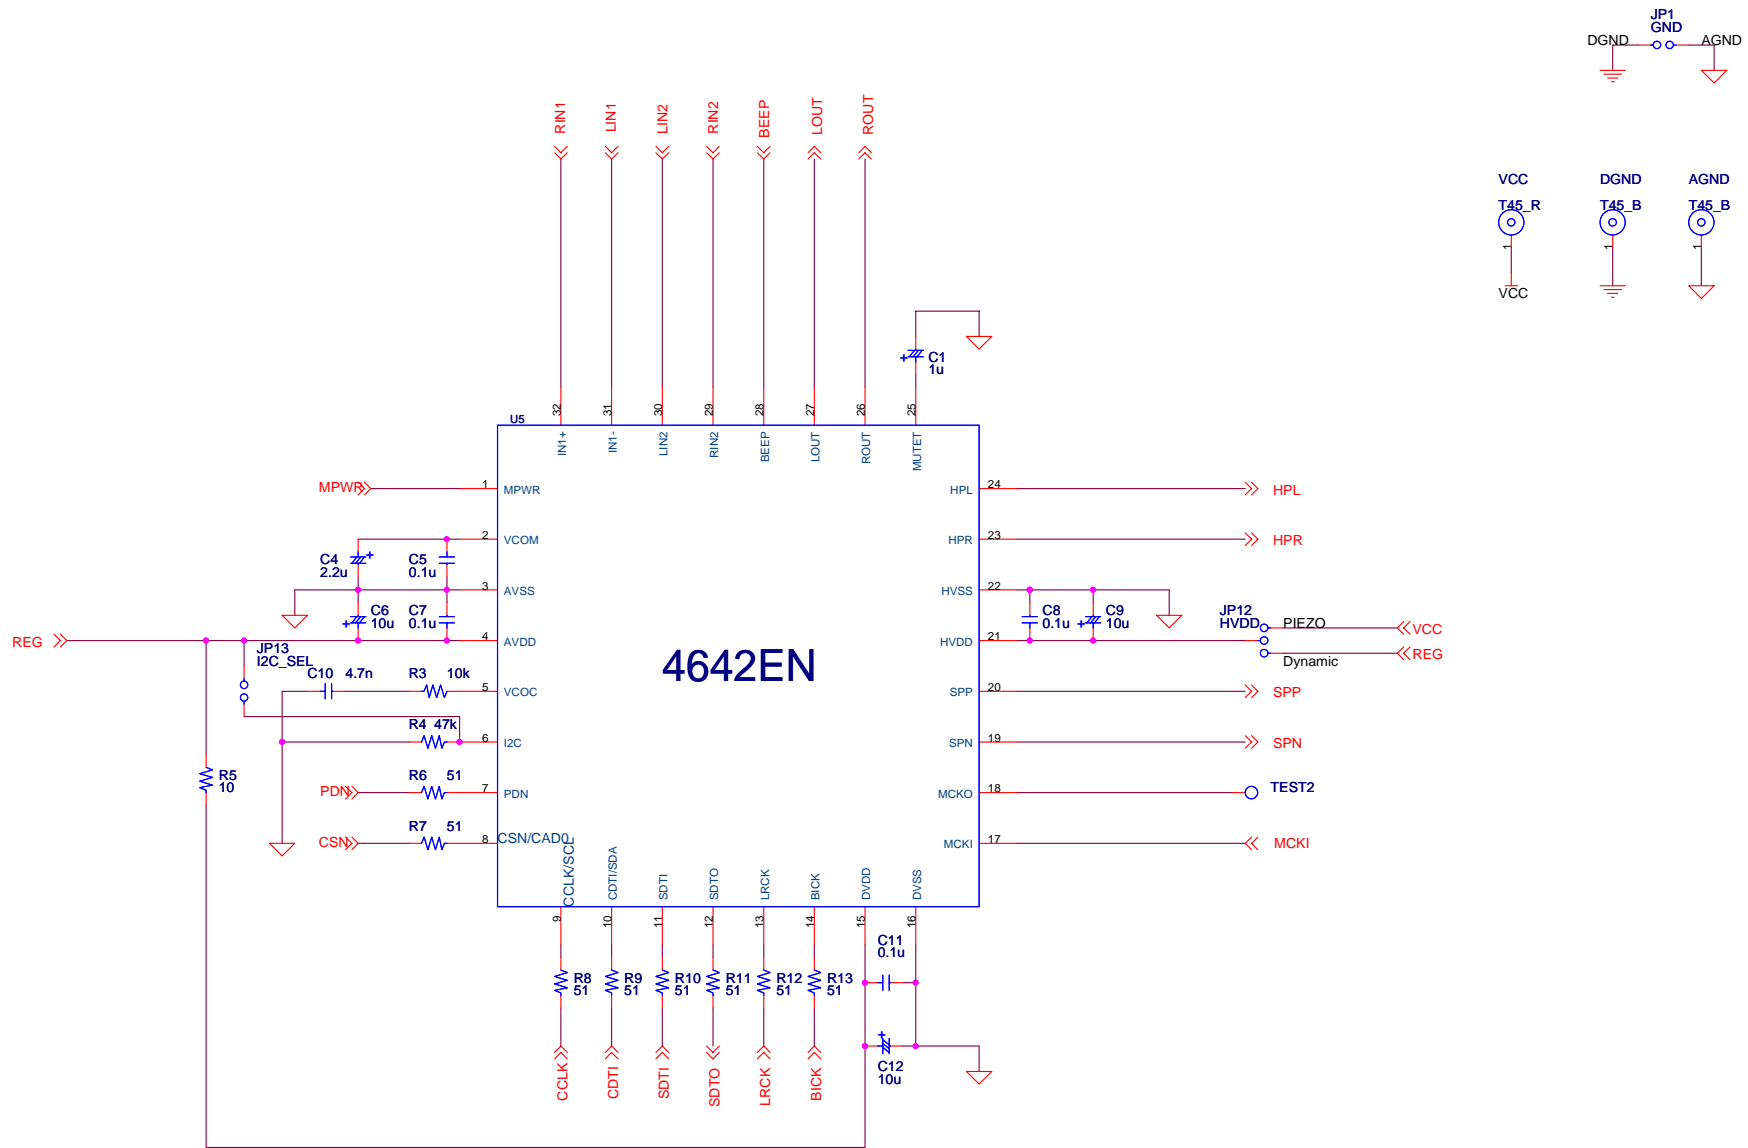 JP1
GND
DGND
AGND
RIN1
LIN1
LIN2
RIN2
BEEP
LOUT
ROUT
VCC
DGND
AGND
T45_R
T45_B
T45_B
1
1
1
VCC
C1
1u
32
31
30
29
28
27
26
25
U5
IN1+
IN1-
LIN2
RIN2
BEEP
LOUT
ROUT
MUTET
MPWR
1
MPWR
HPL
24
HPL
2
VCOM
HPR
23
HPR
C4
2.2u
C5
0.1u
3
AVSS
HVSS
22
C6
10u
C7
0.1u
C8
0.1u
C9
10u
JP12
HVDD
PIEZO
VCC
REG
4
AVDD
HVDD
21
Dynamic
REG
JP13
I2C_SEL
4642EN
C10 4.7n
R3 10k
5
VCOC
SPP
20
SPP
R4 47k
6
I2C
SPN
19
SPN
R5
10
R6 51
PDN
7
PDN
MCKO
18
TEST2
R7 51
CSN
8
CSN/CAD0
MCKI
17
MCKI
CCLK/SCL
CDTI/SDA
SDTI
SDTO
LRCK
BICK
DVDD
DVSS
9
10
11
12
13
14
15
16
C11
0.1u
R8
51
R9
51
R10
51
R11
51
R12
51
R13
51
C12
10u
CCLK
CDTI
SDTI
SDTO
LRCK
BICK